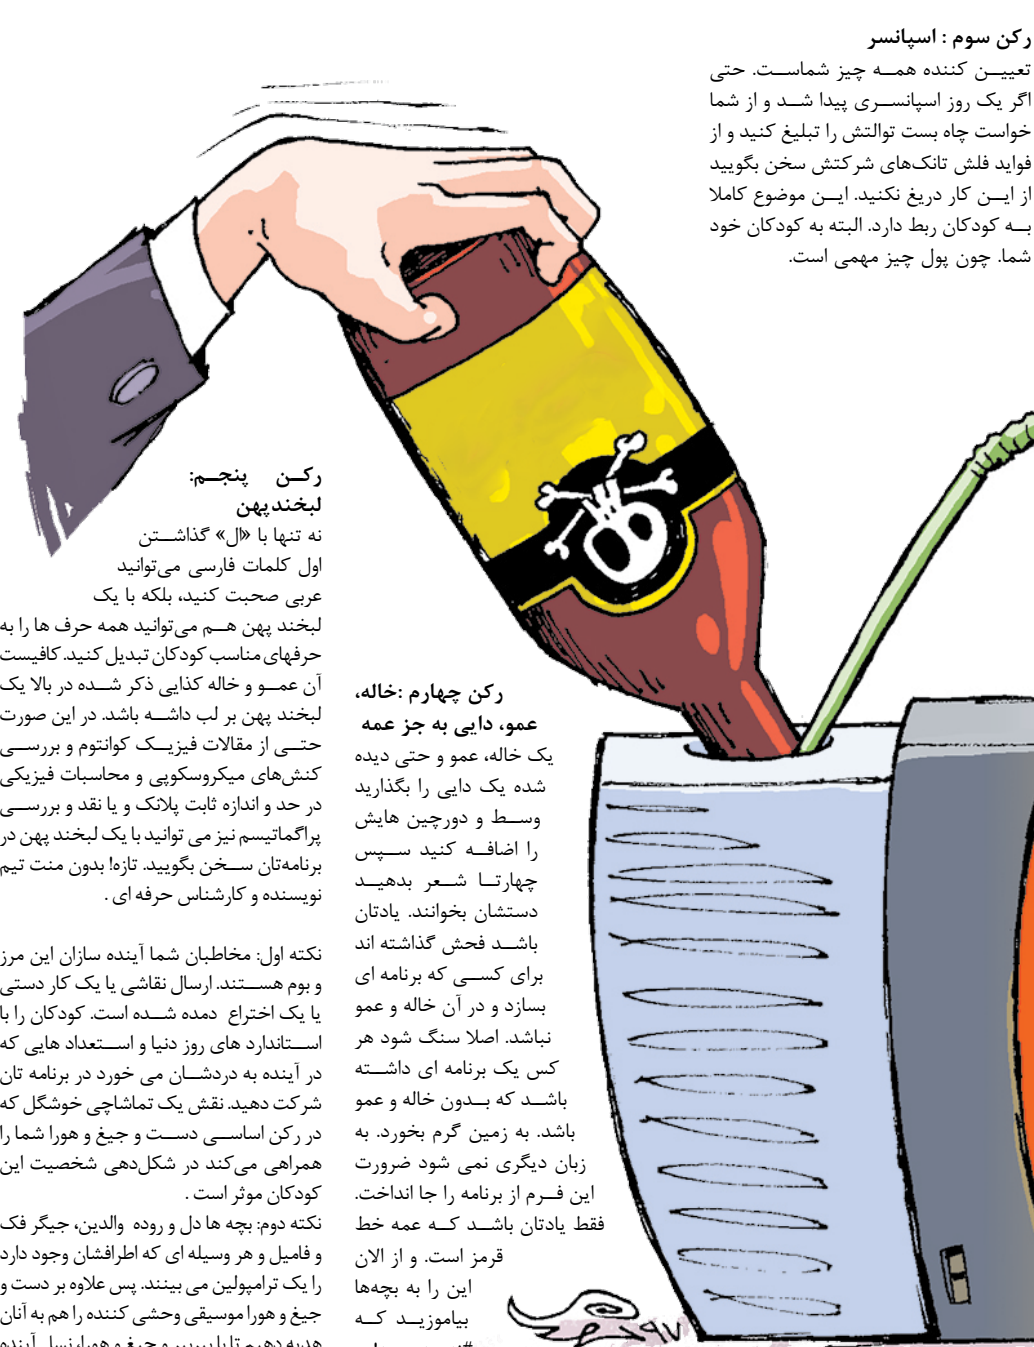 رکن سوم : اسپانسر
تعیین کننده همه چیز شماست. حتی
اگر یک روز اسپانسری پیدا شد و از شما
خواست چاه بست توالتش را تبلیغ کنید و از
فواید فلش تانک‌های شرکتش سخن بگویید
از این کار دریغ نکنید. این موضوع کاملا
به کودکان ربط دارد. البته به کودکان خود
شما. چون پول چیز مهمی است.
رکن چهارم :خاله،
عمو، دایی به جز عمه
یک خاله، عمو و حتی دیده
شده یک دایی را بگذارید
وسط و دورچین هایش
را اضافه کنید سپس
چهارتا شعر بدهید
دستشان بخوانند. یادتان
باشد فحش گذاشته اند
برای کسی که برنامه ای
بسازد و در آن خاله و عمو
نباشد. اصلا سنگ شود هر
کس یک برنامه ای داشته
باشد که بدون خاله و عمو
باشد. به زمین گرم بخورد. به
زبان دیگری نمی شود ضرورت
این فرم از برنامه را جا انداخت.
فقط یادتان باشد که عمه خط
قرمز است. و از الان
این را به بچه‌ها
بیاموزید که
رکن پنجم:
لبخندپهن
نه تنها با «ال» گذاشتن
اول کلمات فارسی می‌توانید
عربی صحبت کنید، بلکه با یک
لبخند پهن هم می‌توانید همه حرف ها را به
حرفهای مناسب کودکان تبدیل کنید. کافیست
آن عمو و خاله کذایی ذکر شده در بالا یک
لبخند پهن بر لب داشه باشد. در این صورت
حتی از مقالات فیزیک کوانتوم و بررسی
کنش‌های میکروسکوپی و محاسبات فیزیکی
در حد و اندازه ثابت پلانک و یا نقد و بررسی
پراگماتیسم نیز می توانید با یک لبخند پهن در
برنامه‌تان سخن بگویید. تازه! بدون منت تیم
نویسنده و کارشناس حرفه ای .
نکته اول: مخاطبان شما آینده سازان این مرز
و بوم هستند. ارسال نقاشی یا یک کار دستی
یا یک اختراع دمده شده است. کودکان را با
استاندارد های روز دنیا و استعداد هایی که
در آینده به دردشان می خورد در برنامه تان
شرکت دهید. نقش یک تماشاچی خوشگل که
در رکن اساسی دست و جیغ و هورا شما را
همراهی می‌کند در شکل‌دهی شخصیت این
کودکان موثر است .
نکته دوم: بچه ها دل و روده والدین، جیگر فک
و فامیل و هر وسیله ای که اطرافشان وجود دارد
را یک ترامپولین می بینند. پس علاوه بر دست و
جیغ و هورا موسیقی وحشی کننده را هم به آنان